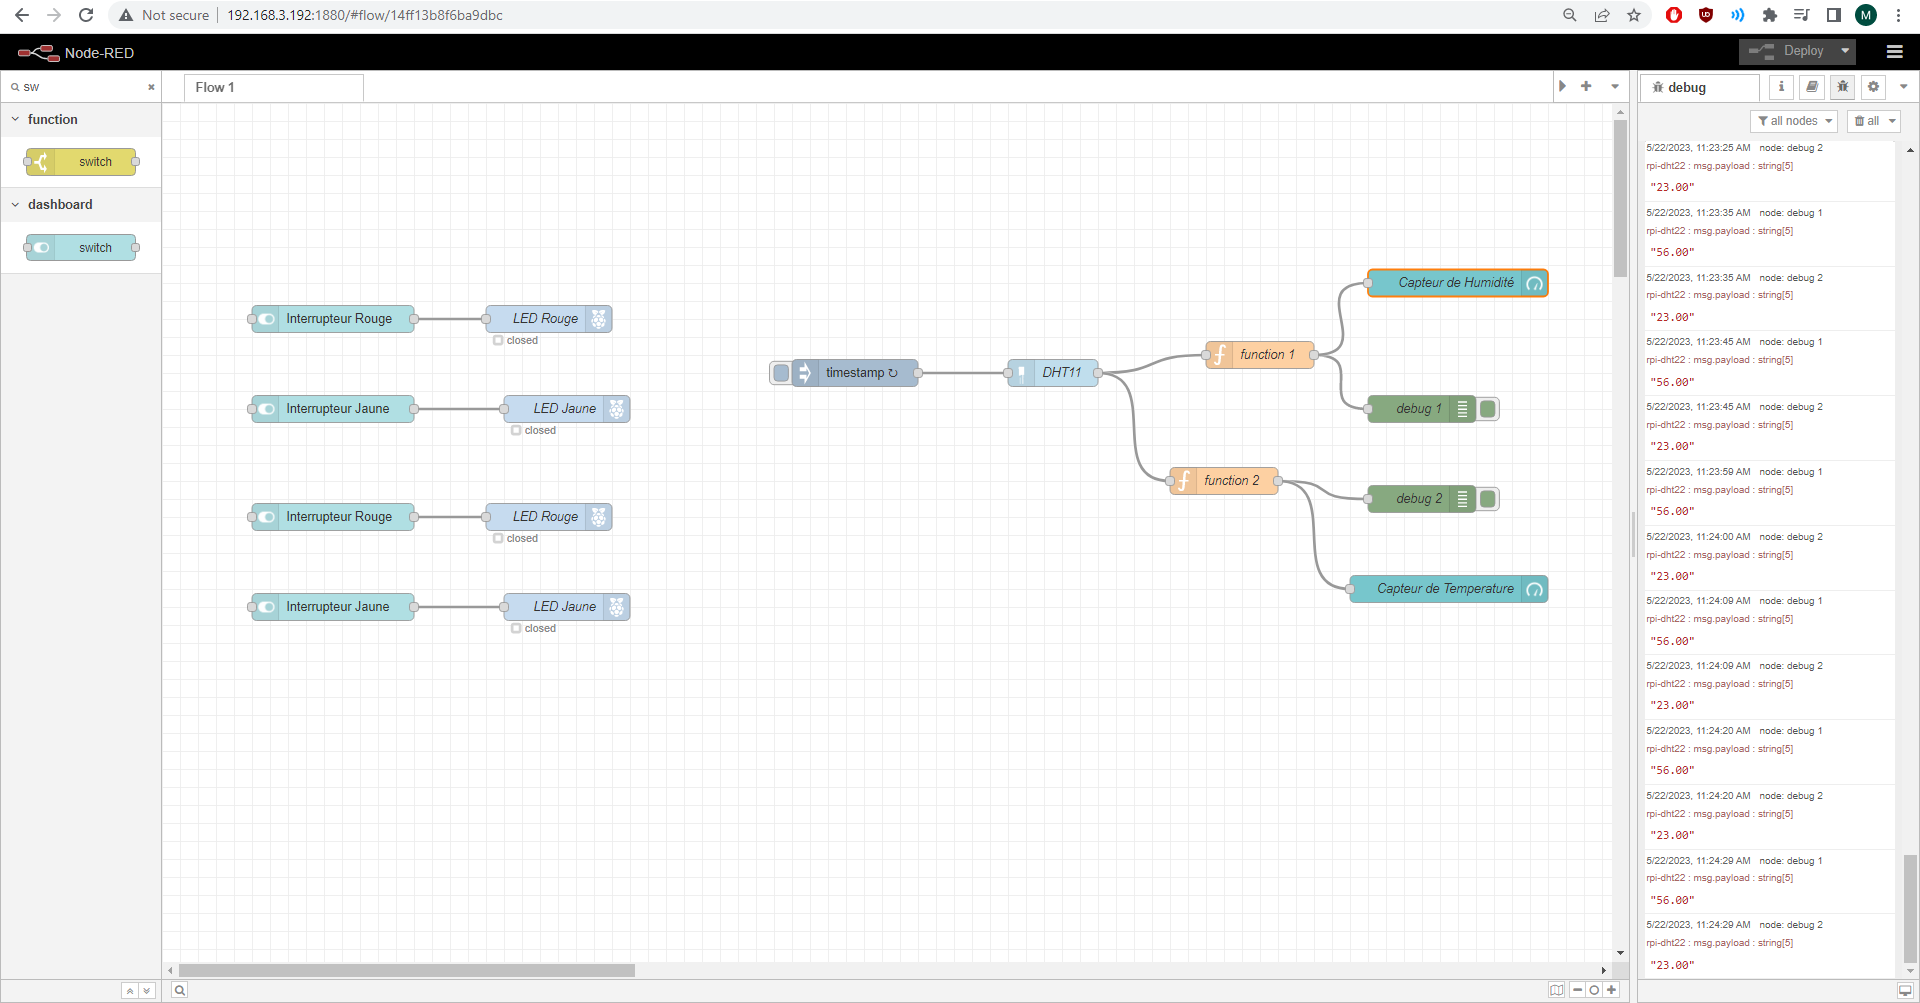 Not secure
192.168.3.192:1880/#flow/14ff13b8f6ba9dbc
M
Node-RED
Deploy
sw
Flow 1
debug
function
switch
dashboard
switch
all nodes
all
Interrupteur Rouge
LED Rouge
closed
Interrupteur Jaune
LED Jaune
closed
Interrupteur Rouge
LED Rouge
closed
Interrupteur Jaune
LED Jaune
closed
timestamp ↻
DHT11
function 1
Capteur de Humidité
debug 1
function 2
debug 2
Capteur de Temperature
5/22/2023, 11:23:25 AM node: debug 2
rpi-dht22 : msg.payload : string[5]
"23.00"
5/22/2023, 11:23:35 AM node: debug 1
rpi-dht22 : msg.payload : string[5]
"56.00"
5/22/2023, 11:23:35 AM node: debug 2
rpi-dht22 : msg.payload : string[5]
"23.00"
5/22/2023, 11:23:45 AM node: debug 1
rpi-dht22 : msg.payload : string[5]
"56.00"
5/22/2023, 11:23:45 AM node: debug 2
rpi-dht22 : msg.payload : string[5]
"23.00"
5/22/2023, 11:23:59 AM node: debug 1
rpi-dht22 : msg.payload : string[5]
"56.00"
5/22/2023, 11:24:00 AM node: debug 2
rpi-dht22 : msg.payload : string[5]
"23.00"
5/22/2023, 11:24:09 AM node: debug 1
rpi-dht22 : msg.payload : string[5]
"56.00"
5/22/2023, 11:24:09 AM node: debug 2
rpi-dht22 : msg.payload : string[5]
"23.00"
5/22/2023, 11:24:20 AM node: debug 1
rpi-dht22 : msg.payload : string[5]
"56.00"
5/22/2023, 11:24:20 AM node: debug 2
rpi-dht22 : msg.payload : string[5]
"23.00"
5/22/2023, 11:24:29 AM node: debug 1
rpi-dht22 : msg.payload : string[5]
"56.00"
5/22/2023, 11:24:29 AM node: debug 2
rpi-dht22 : msg.payload : string[5]
"23.00"